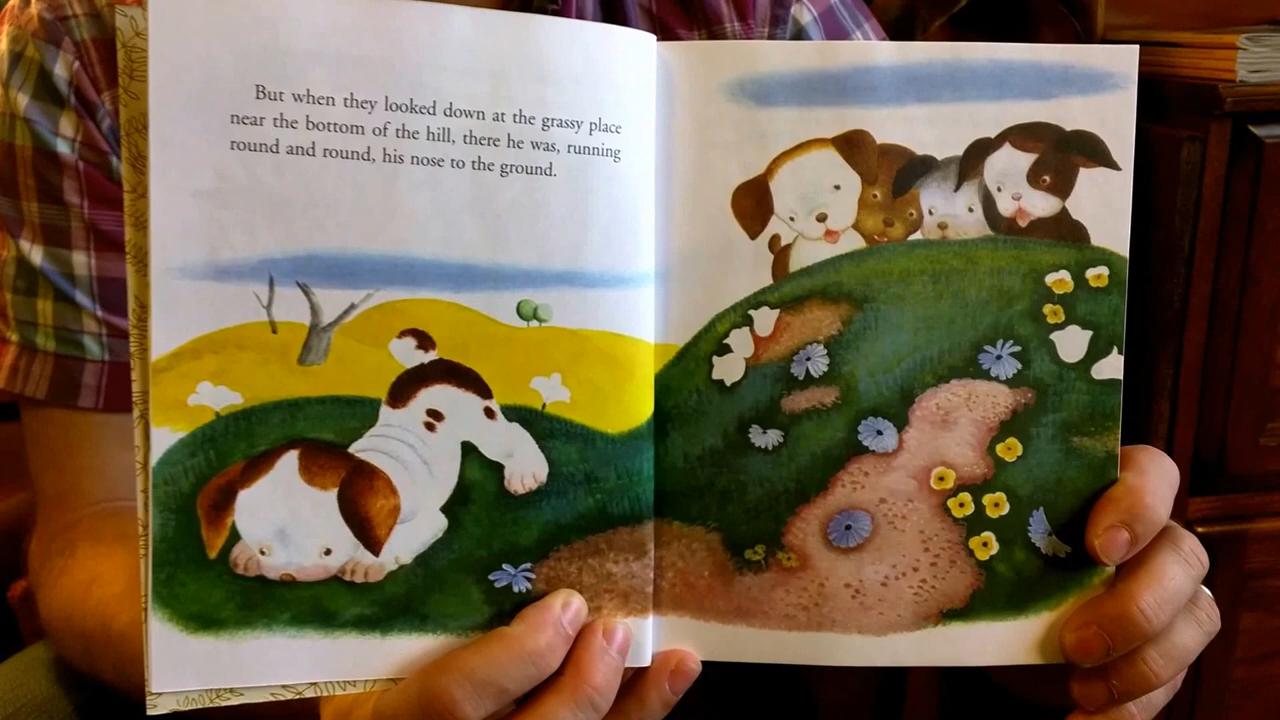 But when they looked down at the grassy place
near the bottom of the hill, there he was, running
round and round, his nose to the ground.